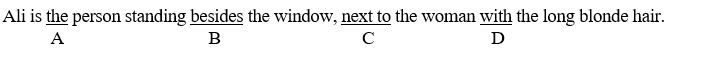 Ali is the person standing besides the window, next to the woman with the long blonde hair.
A B C D